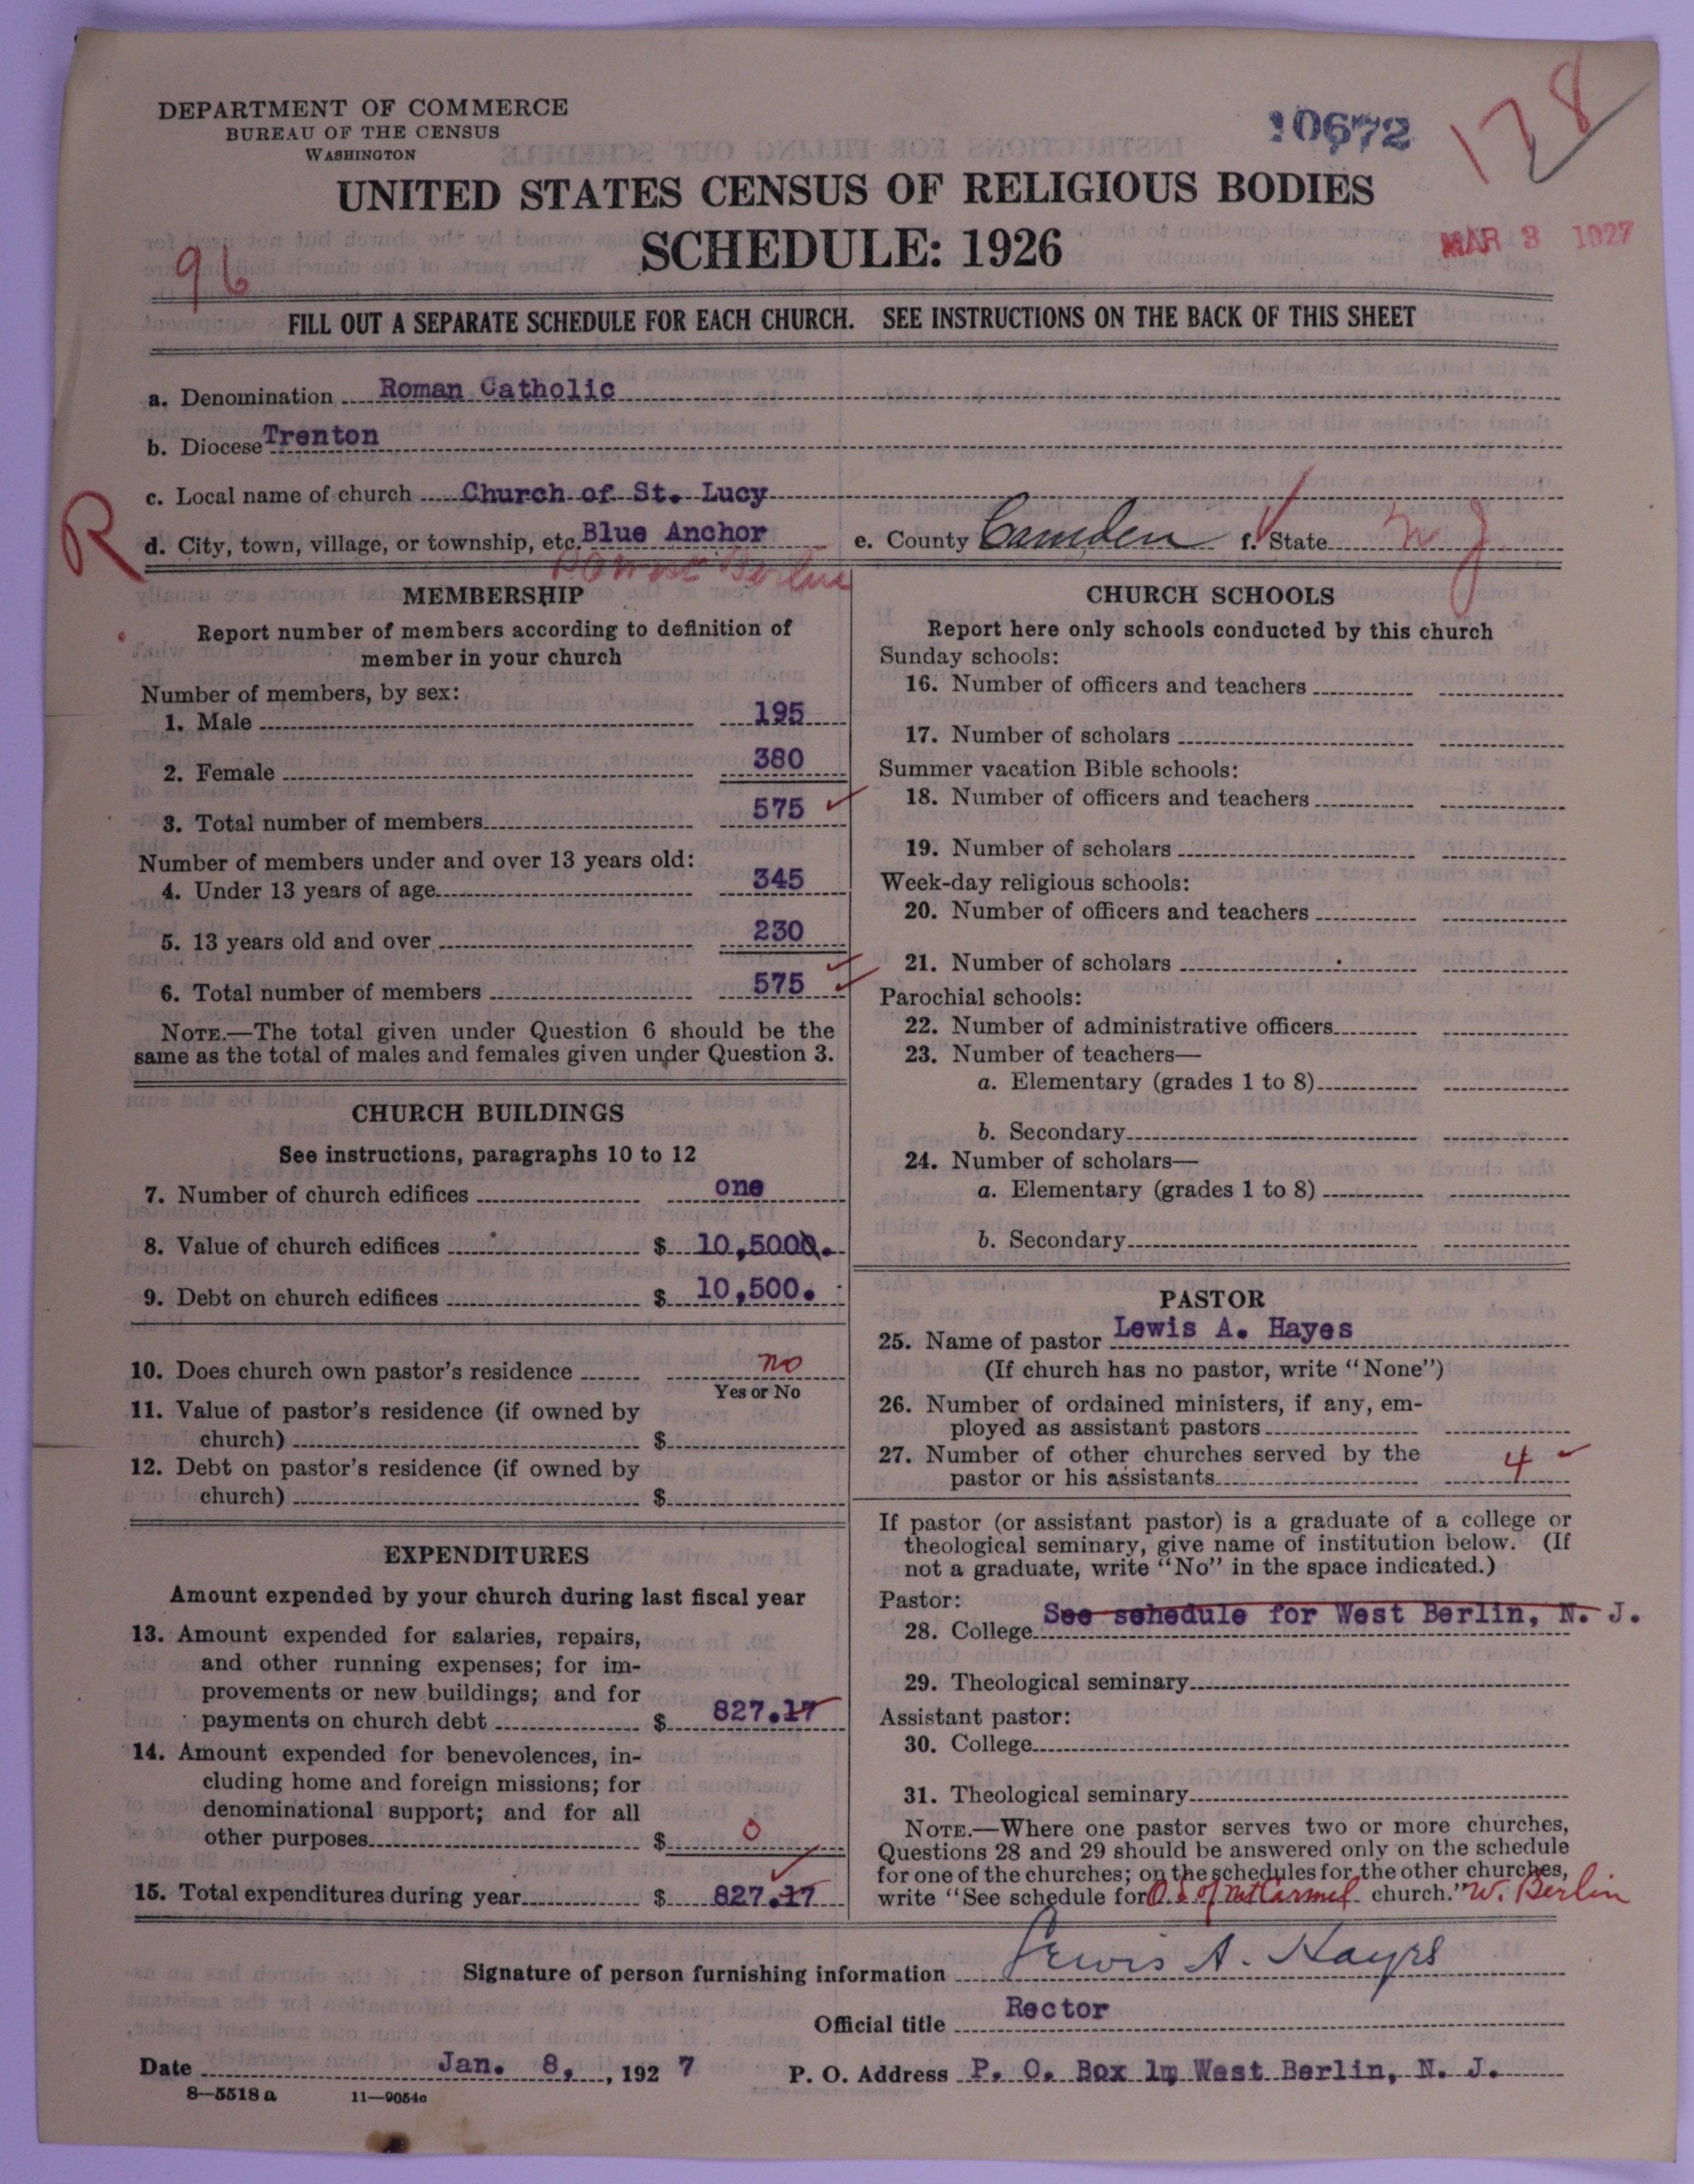 DEPARTMENT OF COMMERCE
BUREAU OF THE CENSUS
WASHINGTON
10672
178
UNITED STATES CENSUS OF RELIGIOUS BODIES
SCHEDULE: 1926
MAR 3 1927
96
FILL OUT A SEPARATE SCHEDULE FOR EACH CHURCH. SEE INSTRUCTIONS ON THE BACK OF THIS SHEET
a. Denomination Roman Catholic
b. Diocese Trenton
c. Local name of church Church of St. Lucy
R
d. City, town, village, or township, etc. Blue Anchor e. County Camden f. State N J
Berlin
MEMBERSHIP
Report number of members according to definition of
member in your church
Number of members, by sex:
1. Male 195
2. Female 380
3. Total number of members 575
Number of members under and over 13 years old:
4. Under 13 years of age 345
5. 13 years old and over 230
6. Total number of members 575
NOTE.—The total given under Question 6 should be the
same as the total of males and females given under Question 3.
CHURCH BUILDINGS
See instructions, paragraphs 10 to 12
7. Number of church edifices one
8. Value of church edifices $ 10,5000.
9. Debt on church edifices $ 10,500.
10. Does church own pastor's residence no
Yes or No
11. Value of pastor's residence (if owned by
church) $
12. Debt on pastor's residence (if owned by
church) $
EXPENDITURES
Amount expended by your church during last fiscal year
13. Amount expended for salaries, repairs,
and other running expenses; for im-
provements or new buildings; and for
payments on church debt $ 827.17
14. Amount expended for benevolences, in-
cluding home and foreign missions; for
denominational support; and for all
other purposes $ 0
15. Total expenditures during year $ 827.17
CHURCH SCHOOLS
Report here only schools conducted by this church
Sunday schools:
16. Number of officers and teachers
17. Number of scholars
Summer vacation Bible schools:
18. Number of officers and teachers
19. Number of scholars
Week-day religious schools:
20. Number of officers and teachers
21. Number of scholars
Parochial schools:
22. Number of administrative officers
23. Number of teachers—
a. Elementary (grades 1 to 8)
b. Secondary
24. Number of scholars—
a. Elementary (grades 1 to 8)
b. Secondary
PASTOR
25. Name of pastor Lewis A. Hayes
(If church has no pastor, write "None")
26. Number of ordained ministers, if any, em-
ployed as assistant pastors
27. Number of other churches served by the
pastor or his assistants 4
If pastor (or assistant pastor) is a graduate of a college or
theological seminary, give name of institution below. (If
not a graduate, write "No" in the space indicated.)
Pastor:
28. College See schedule for West Berlin, N. J.
29. Theological seminary
Assistant pastor:
30. College
31. Theological seminary
NOTE.—Where one pastor serves two or more churches,
Questions 28 and 29 should be answered only on the schedule
for one of the churches; on the schedules for the other churches,
write "See schedule for O. L. of Mt Carmel church." W. Berlin
Signature of person furnishing information Lewis A. Hayes
Official title Rector
Date Jan. 8, 1927 P. O. Address P. O. Box 1m West Berlin, N. J.
8—5518 a 11—9054c